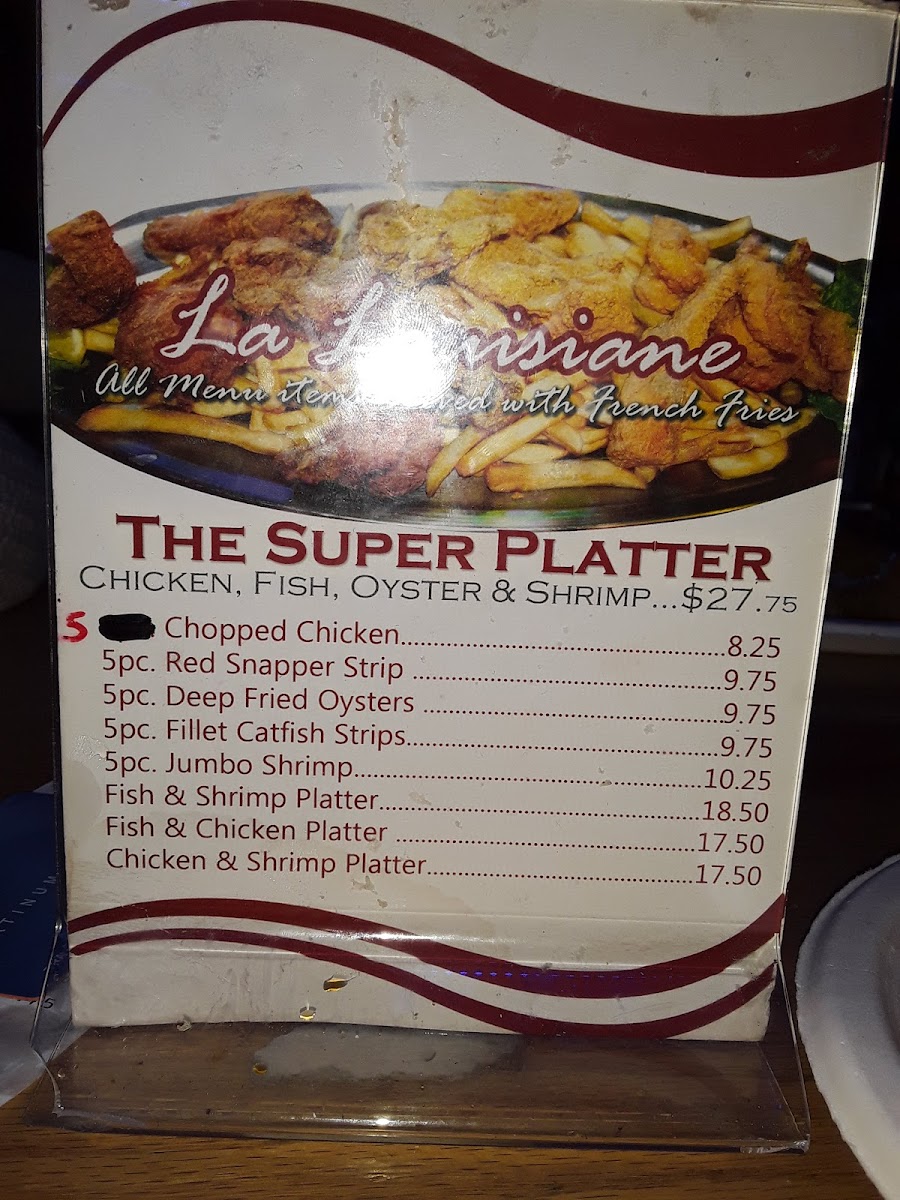 La Louisiane
All Menu items with French Fries
THE SUPER PLATTER
CHICKEN, FISH, OYSTER & SHRIMP...$27.75
5 Chopped Chicken..........8.25
5pc. Red Snapper Strip ..........9.75
5pc. Deep Fried Oysters ..........9.75
5pc. Fillet Catfish Strips..........9.75
5pc. Jumbo Shrimp..........10.25
Fish & Shrimp Platter..........18.50
Fish & Chicken Platter ..........17.50
Chicken & Shrimp Platter..........17.50